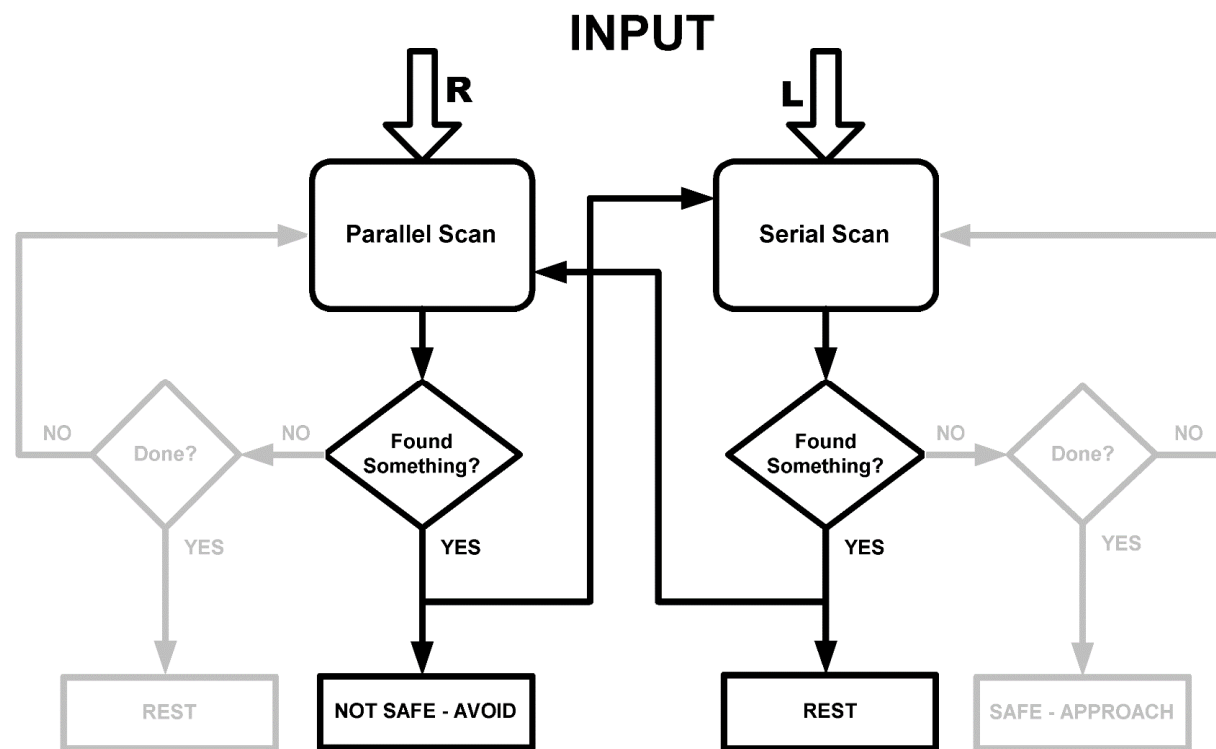 INPUT
R
L
Parallel Scan
Serial Scan
NO
Done?
NO
Found
Something?
Found
Something?
NO
Done?
NO
YES
YES
YES
YES
REST
NOT SAFE - AVOID
REST
SAFE - APPROACH